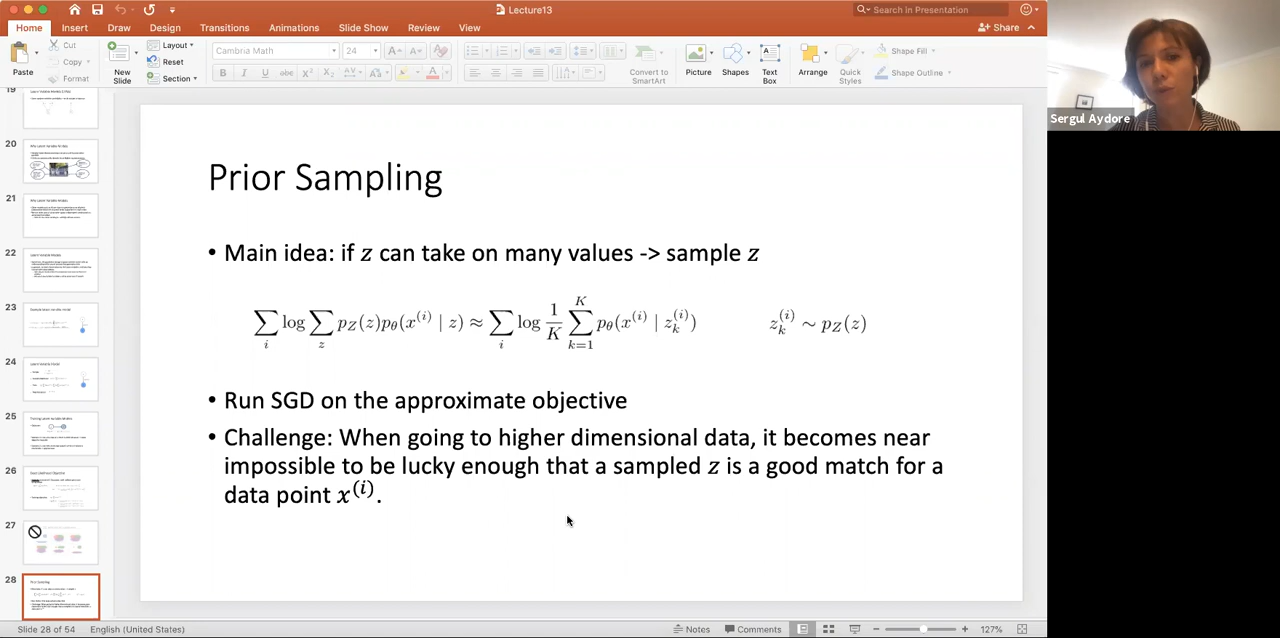 Lecture13
Search in Presentation
Home Insert Draw Design Transitions Animations Slide Show Review View
Share
Paste
Cut
Copy
Format
New
Slide
Layout
Reset
Section
Cambria Math 24
Convert to
SmartArt
Picture
Shapes
Text
Box
Arrange
Quick
Styles
Shape Fill
Shape Outline
Sergul Aydore
19
20
21
22
23
24
25
26
27
28
Prior Sampling
• Main idea: if z can take on many values -> sample z
∑_i log ∑_z p_Z(z)p_θ(x^(i) | z) ≈ ∑_i log 1/K ∑_{k=1}^K p_θ(x^(i) | z_k^(i)) z_k^(i) ∼ p_Z(z)
• Run SGD on the approximate objective
• Challenge: When going to higher dimensional data, it becomes near
impossible to be lucky enough that a sampled z is a good match for a
data point x^(i).
Slide 28 of 54 English (United States)
Notes Comments 127%